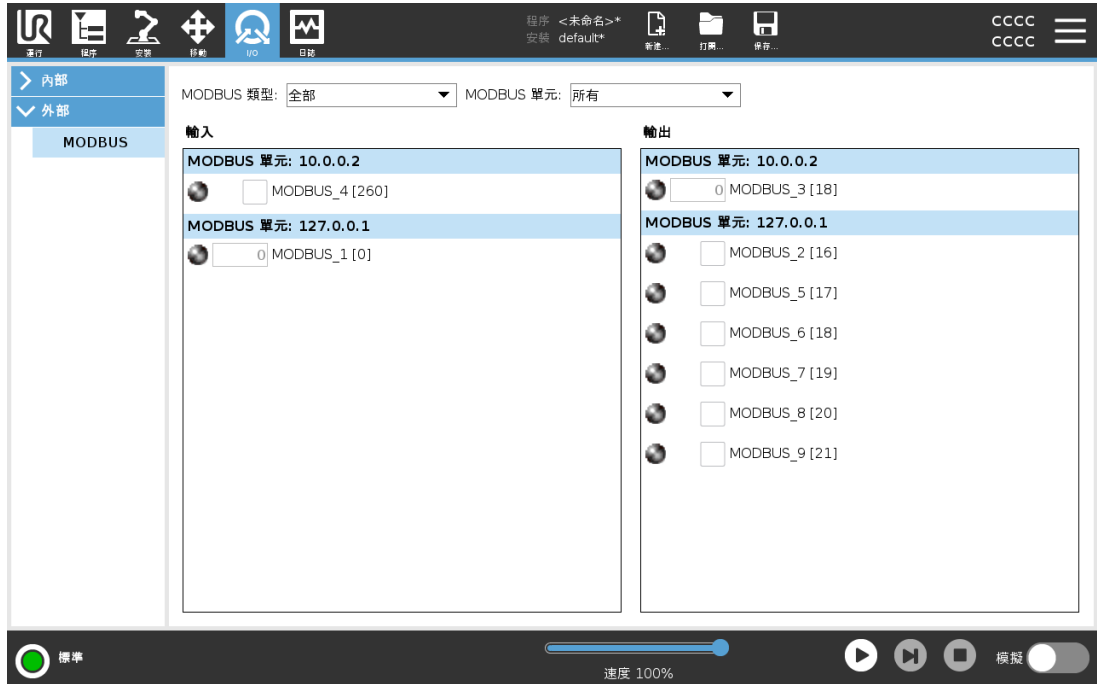 UR
運行 程序 安裝 移動 I/O 日誌
程序 <未命名>*
安裝 default*
新建... 打開... 保存...
CCCC
CCCC
內部
外部
MODBUS
MODBUS 類型: 全部 MODBUS 單元: 所有
輸入
MODBUS 單元: 10.0.0.2
MODBUS_4 [260]
MODBUS 單元: 127.0.0.1
0 MODBUS_1 [0]
輸出
MODBUS 單元: 10.0.0.2
0 MODBUS_3 [18]
MODBUS 單元: 127.0.0.1
MODBUS_2 [16]
MODBUS_5 [17]
MODBUS_6 [18]
MODBUS_7 [19]
MODBUS_8 [20]
MODBUS_9 [21]
標準
速度 100%
模擬